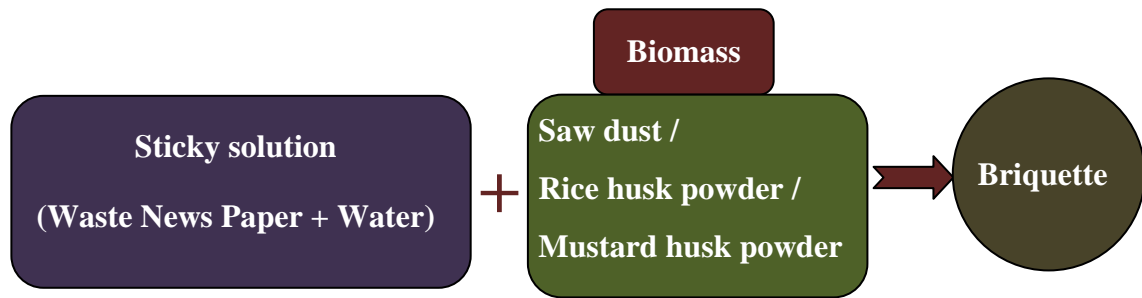 Sticky solution
(Waste News Paper + Water)
+
Biomass
Saw dust /
Rice husk powder /
Mustard husk powder
Briquette